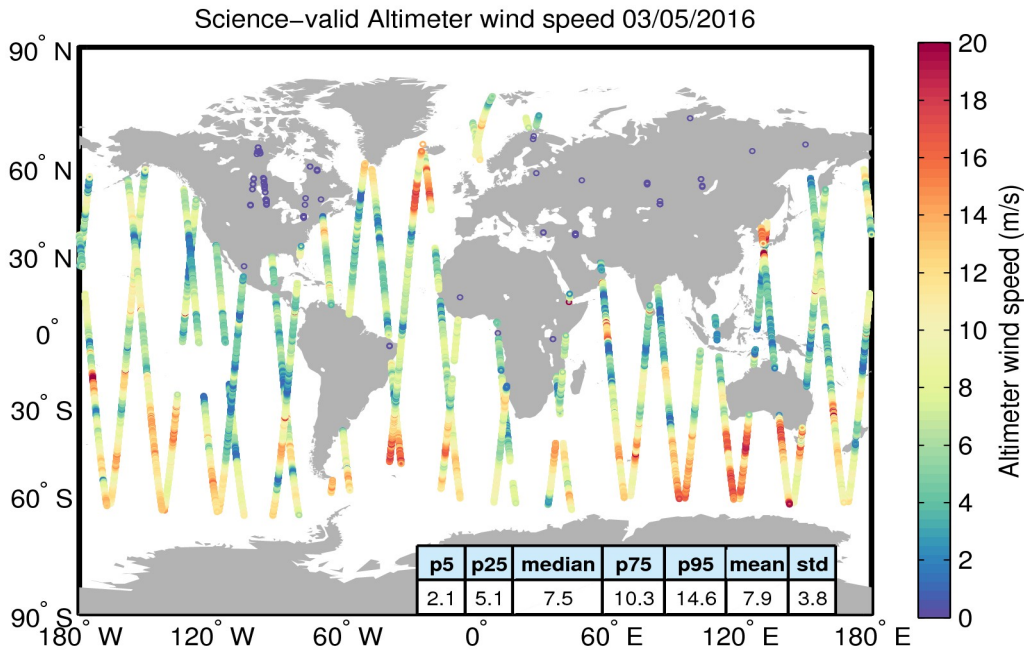 Science−valid Altimeter wind speed 03/05/2016
90° N
60° N
30° N
0°
30° S
60° S
90° S
180° W
120° W
60° W
0°
60° E
120° E
180° E
p5 p25 median p75 p95 mean std
2.1 5.1 7.5 10.3 14.6 7.9 3.8
20
18
16
14
12
10
8
6
4
2
0
Altimeter wind speed (m/s)